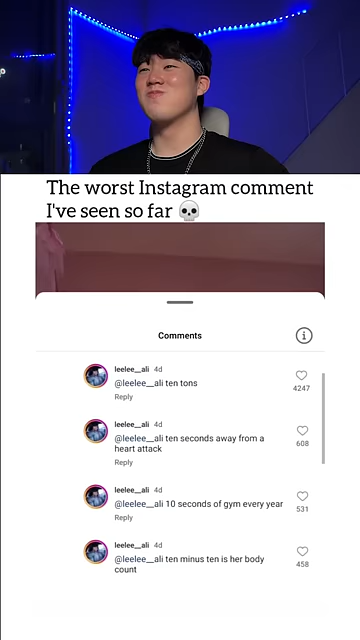 The worst Instagram comment
I've seen so far 💀
Comments
leelee__ali 4d
@leelee__ali ten tons
Reply
4247
leelee__ali 4d
@leelee__ali ten seconds away from a
heart attack
Reply
608
leelee__ali 4d
@leelee__ali 10 seconds of gym every year
Reply
531
leelee__ali 4d
@leelee__ali ten minus ten is her body
count
458